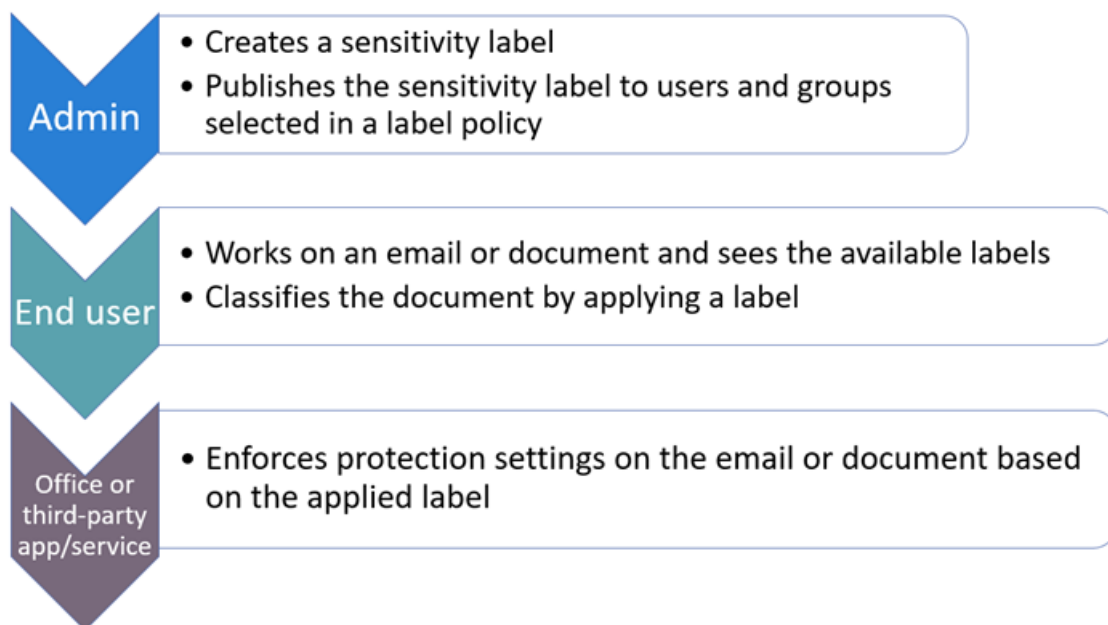 Admin
• Creates a sensitivity label
• Publishes the sensitivity label to users and groups
selected in a label policy
End user
• Works on an email or document and sees the available labels
• Classifies the document by applying a label
Office or
third-party
app/service
• Enforces protection settings on the email or document based
on the applied label